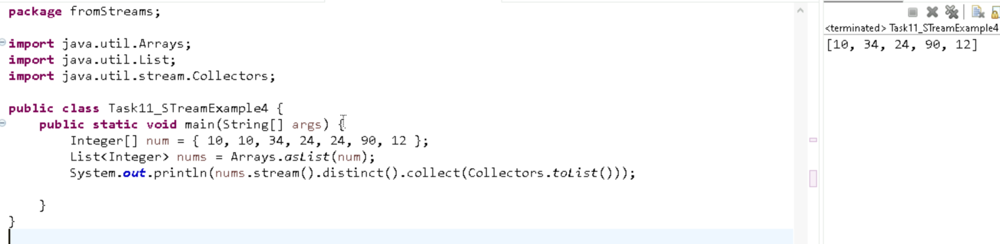 package fromStreams;
import java.util.Arrays;
import java.util.List;
import java.util.stream.Collectors;
public class Task11_STreamExample4 {
public static void main(String[] args) {
Integer[] num = { 10, 10, 34, 24, 24, 90, 12 };
List<Integer> nums = Arrays.asList(num);
System.out.println(nums.stream().distinct().collect(Collectors.toList()));
}
}
<terminated> Task11_STreamExample4
[10, 34, 24, 90, 12]